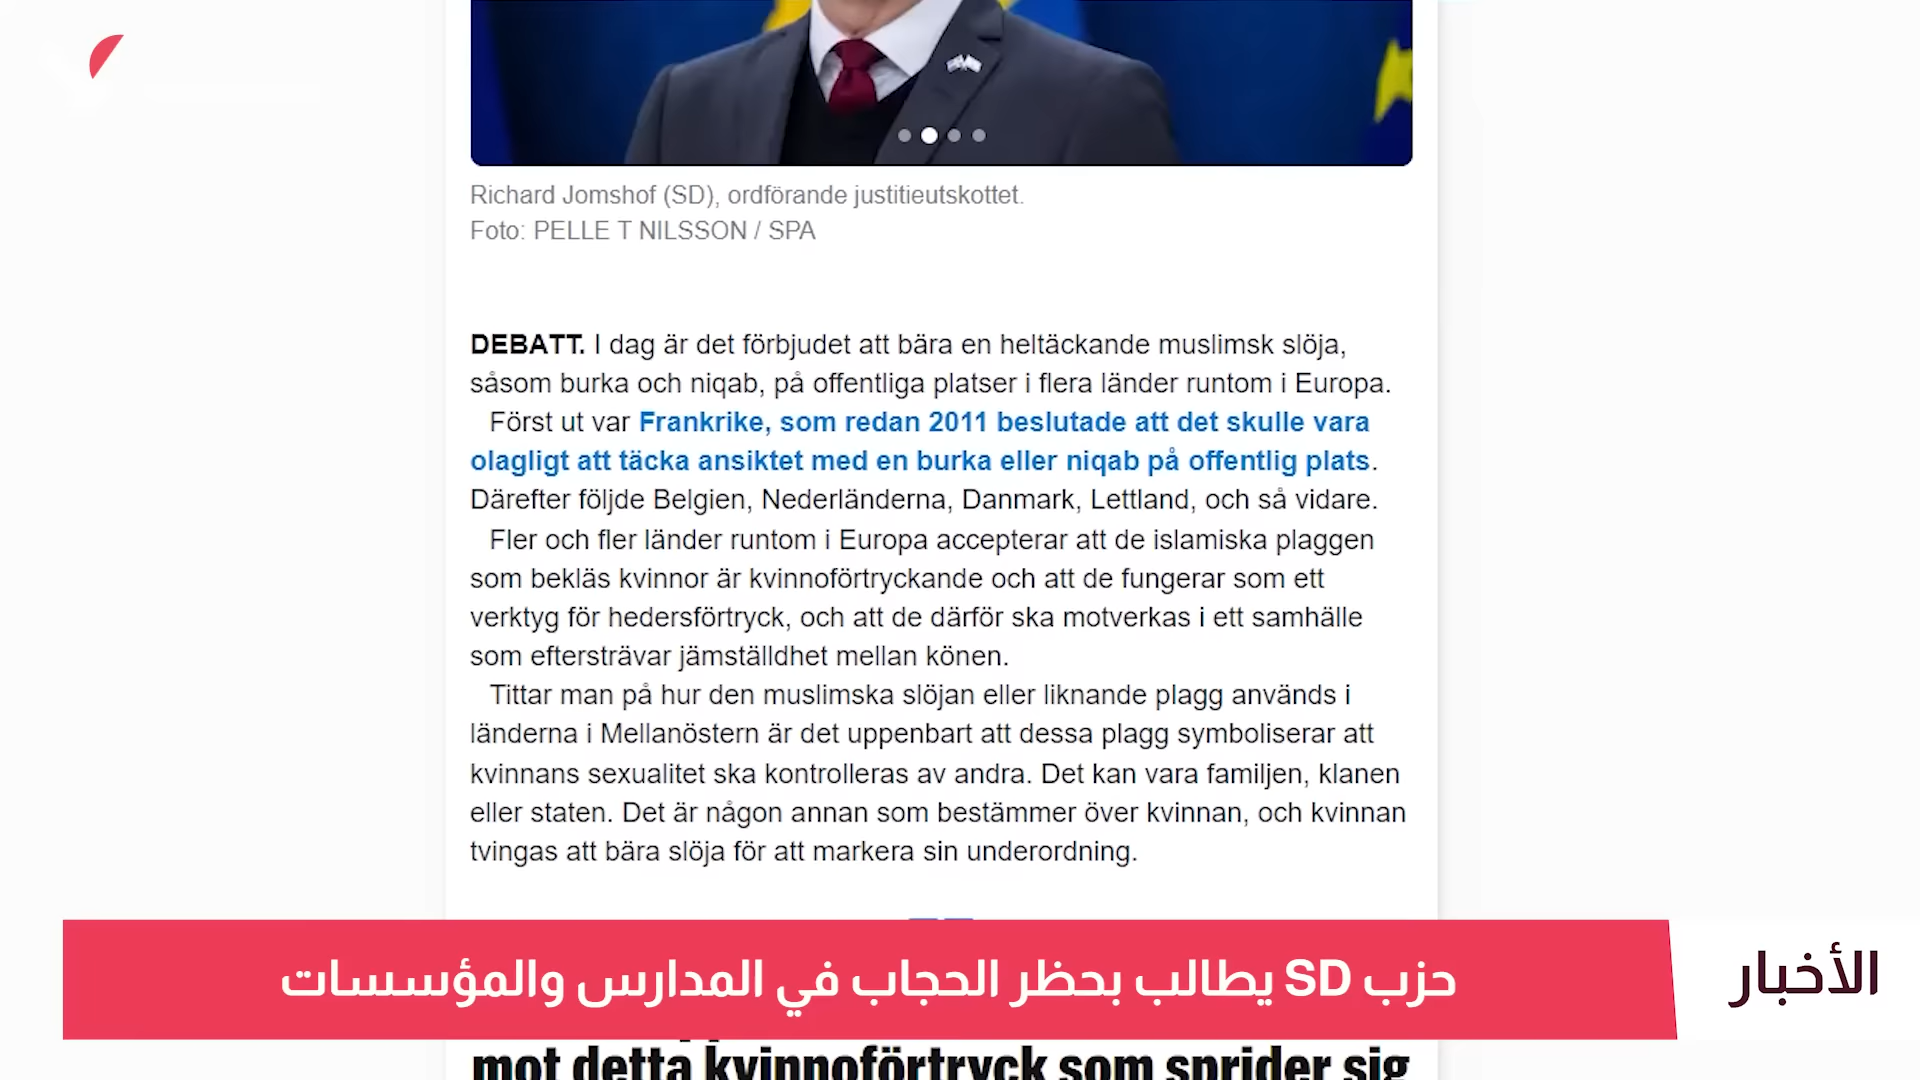 Richard Jomshof (SD), ordförande justitieutskottet.
Foto: PELLE T NILSSON / SPA
DEBATT. I dag är det förbjudet att bära en heltäckande muslimsk slöja,
såsom burka och niqab, på offentliga platser i flera länder runtom i Europa.
Först ut var Frankrike, som redan 2011 beslutade att det skulle vara
olagligt att täcka ansiktet med en burka eller niqab på offentlig plats.
Därefter följde Belgien, Nederländerna, Danmark, Lettland, och så vidare.
Fler och fler länder runtom i Europa accepterar att de islamiska plaggen
som bekläs kvinnor är kvinnoförtryckande och att de fungerar som ett
verktyg för hedersförtryck, och att de därför ska motverkas i ett samhälle
som eftersträvar jämställdhet mellan könen.
Tittar man på hur den muslimska slöjan eller liknande plagg används i
länderna i Mellanöstern är det uppenbart att dessa plagg symboliserar att
kvinnans sexualitet ska kontrolleras av andra. Det kan vara familjen, klanen
eller staten. Det är någon annan som bestämmer över kvinnan, och kvinnan
tvingas att bära slöja för att markera sin underordning.
الأخبار
حزب SD يطالب بحظر الحجاب في المدارس والمؤسسات
mot detta kvinnoförtryck som sprider sig